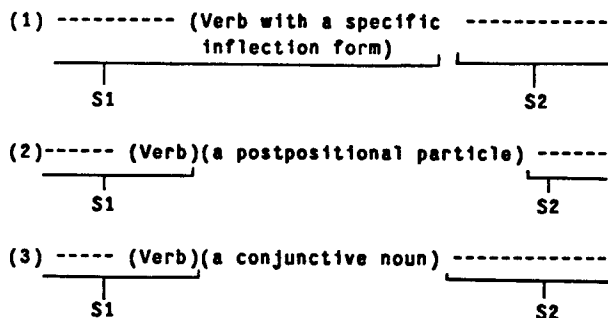 (1) ---------- (Verb with a specific ------------
inflection form)
S1 S2
(2)------ (Verb)(a postpositional particle) ------
S1 S2
(3) ----- (Verb)(a conjunctive noun) -------------
S1 S2